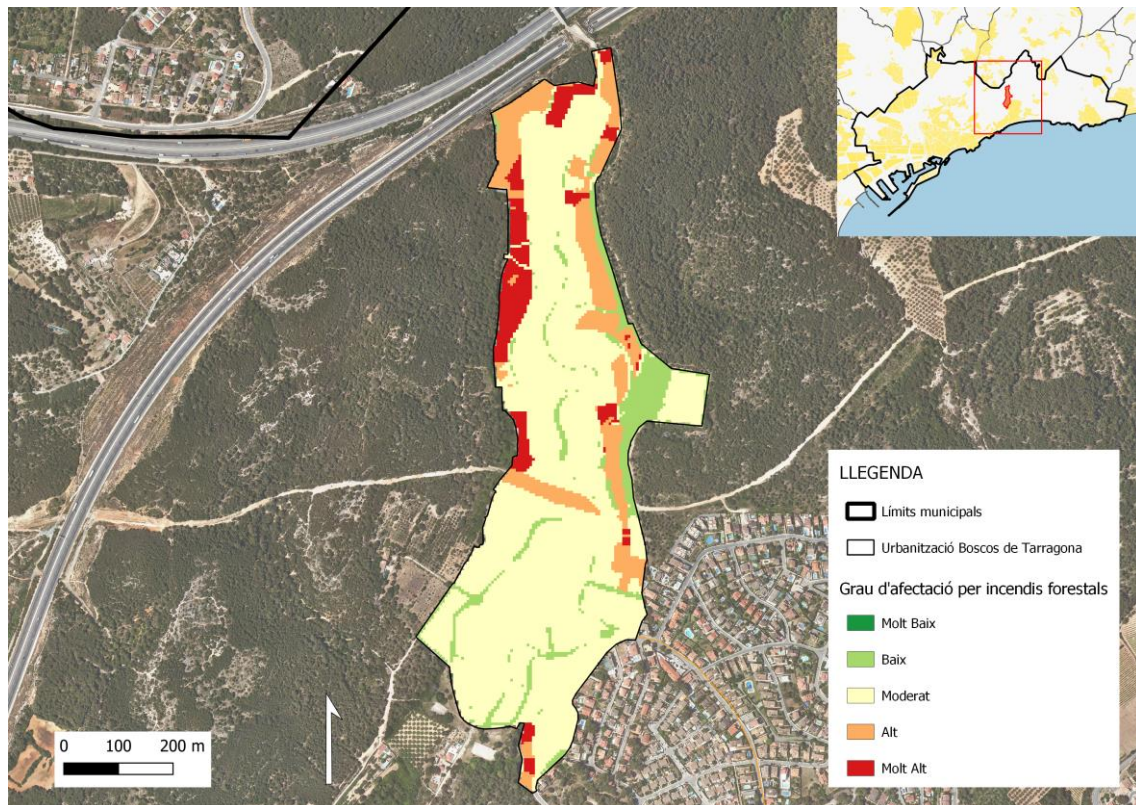 LLEGENDA
Límits municipals
Urbanització Boscos de Tarragona
Grau d'afectació per incendis forestals
Molt Baix
Baix
Moderat
Alt
Molt Alt
0 100 200 m